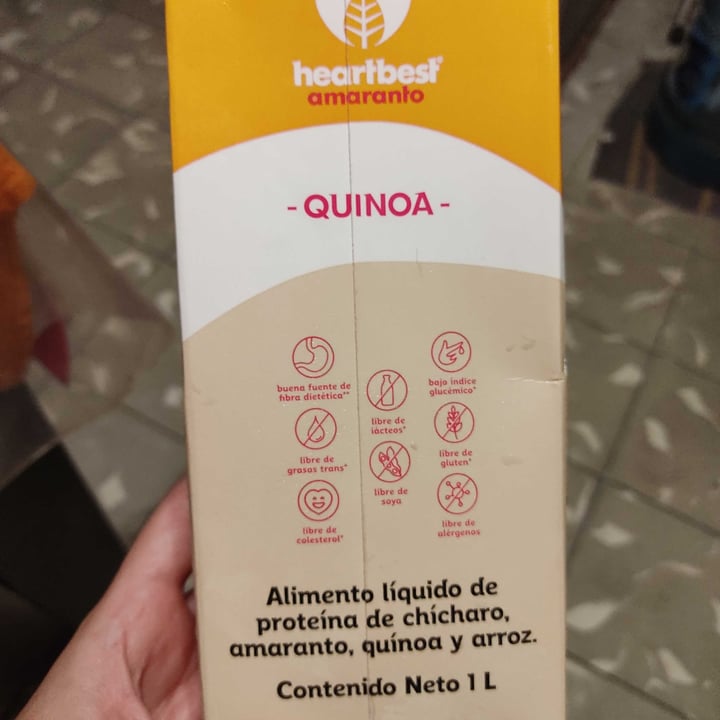 heartbest®
amaranto
- QUINOA -
buena fuente de
fibra dietética**
libre de
lácteos*
bajo índice
glucémico*
libre de
grasas trans*
libre de
soya
libre de
gluten*
libre de
colesterol*
libre de
alérgenos
Alimento líquido de
proteína de chícharo,
amaranto, quínoa y arroz.
Contenido Neto 1 L